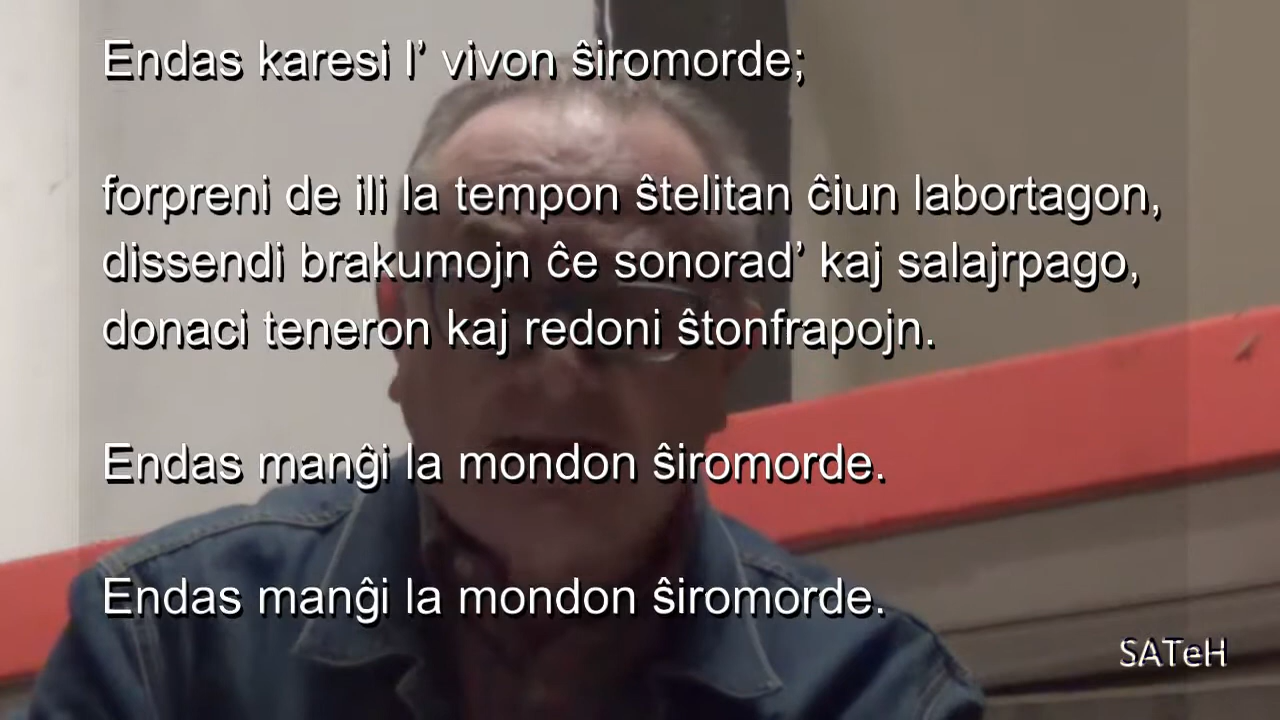 Endas karesi l’ vivon ŝiromorde;
forpreni de ili la tempon ŝtelitan ĉiun labortagon,
dissendi brakumojn ĉe sonorad’ kaj salajrpago,
donaci teneron kaj redoni ŝtonfrapojn.
Endas manĝi la mondon ŝiromorde.
Endas manĝi la mondon ŝiromorde.
SATeH